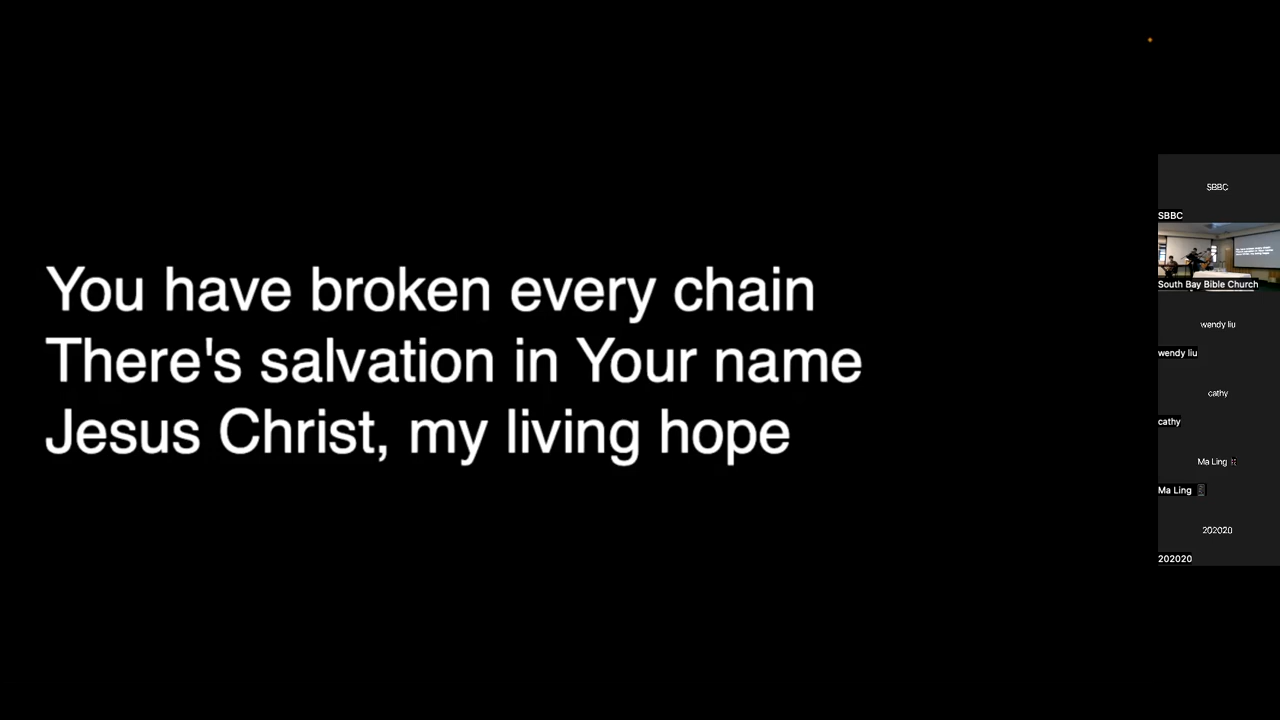 You have broken every chain
There's salvation in Your name
Jesus Christ, my living hope
SBBC
SBBC
South Bay Bible Church
wendy liu
wendy liu
cathy
cathy
Ma Ling
Ma Ling
202020
202020